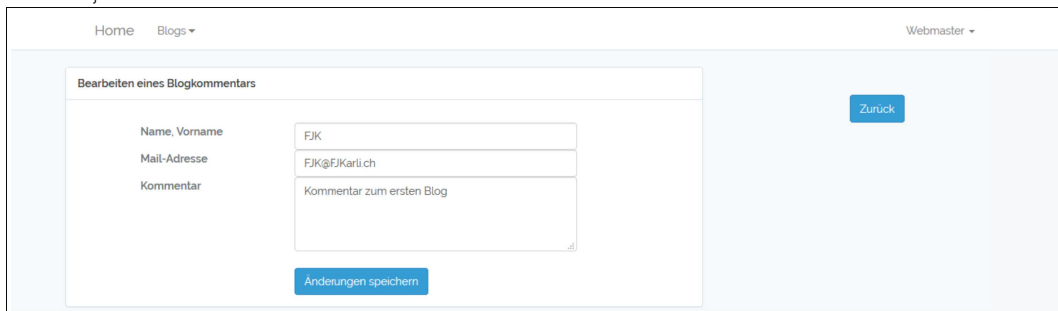 Home Blogs Webmaster
Bearbeiten eines Blogkommentars
Zurück
Name, Vorname FJK
Mail-Adresse FJK@FJKarli.ch
Kommentar Kommentar zum ersten Blog
Änderungen speichern